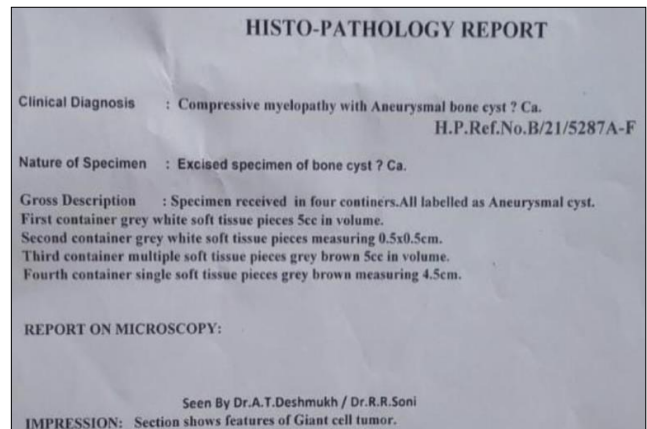 HISTO-PATHOLOGY REPORT
Clinical Diagnosis : Compressive myelopathy with Aneurysmal bone cyst ? Ca.
H.P.Ref.No.B/21/5287A-F
Nature of Specimen : Excised specimen of bone cyst ? Ca.
Gross Description : Specimen received in four continers.All labelled as Aneurysmal cyst.
First container grey white soft tissue pieces 5cc in volume.
Second container grey white soft tissue pieces measuring 0.5x0.5cm.
Third container multiple soft tissue pieces grey brown 5cc in volume.
Fourth container single soft tissue pieces grey brown measuring 4.5cm.
REPORT ON MICROSCOPY:
Seen By Dr.A.T.Deshmukh / Dr.R.R.Soni
IMPRESSION: Section shows features of Giant cell tumor.